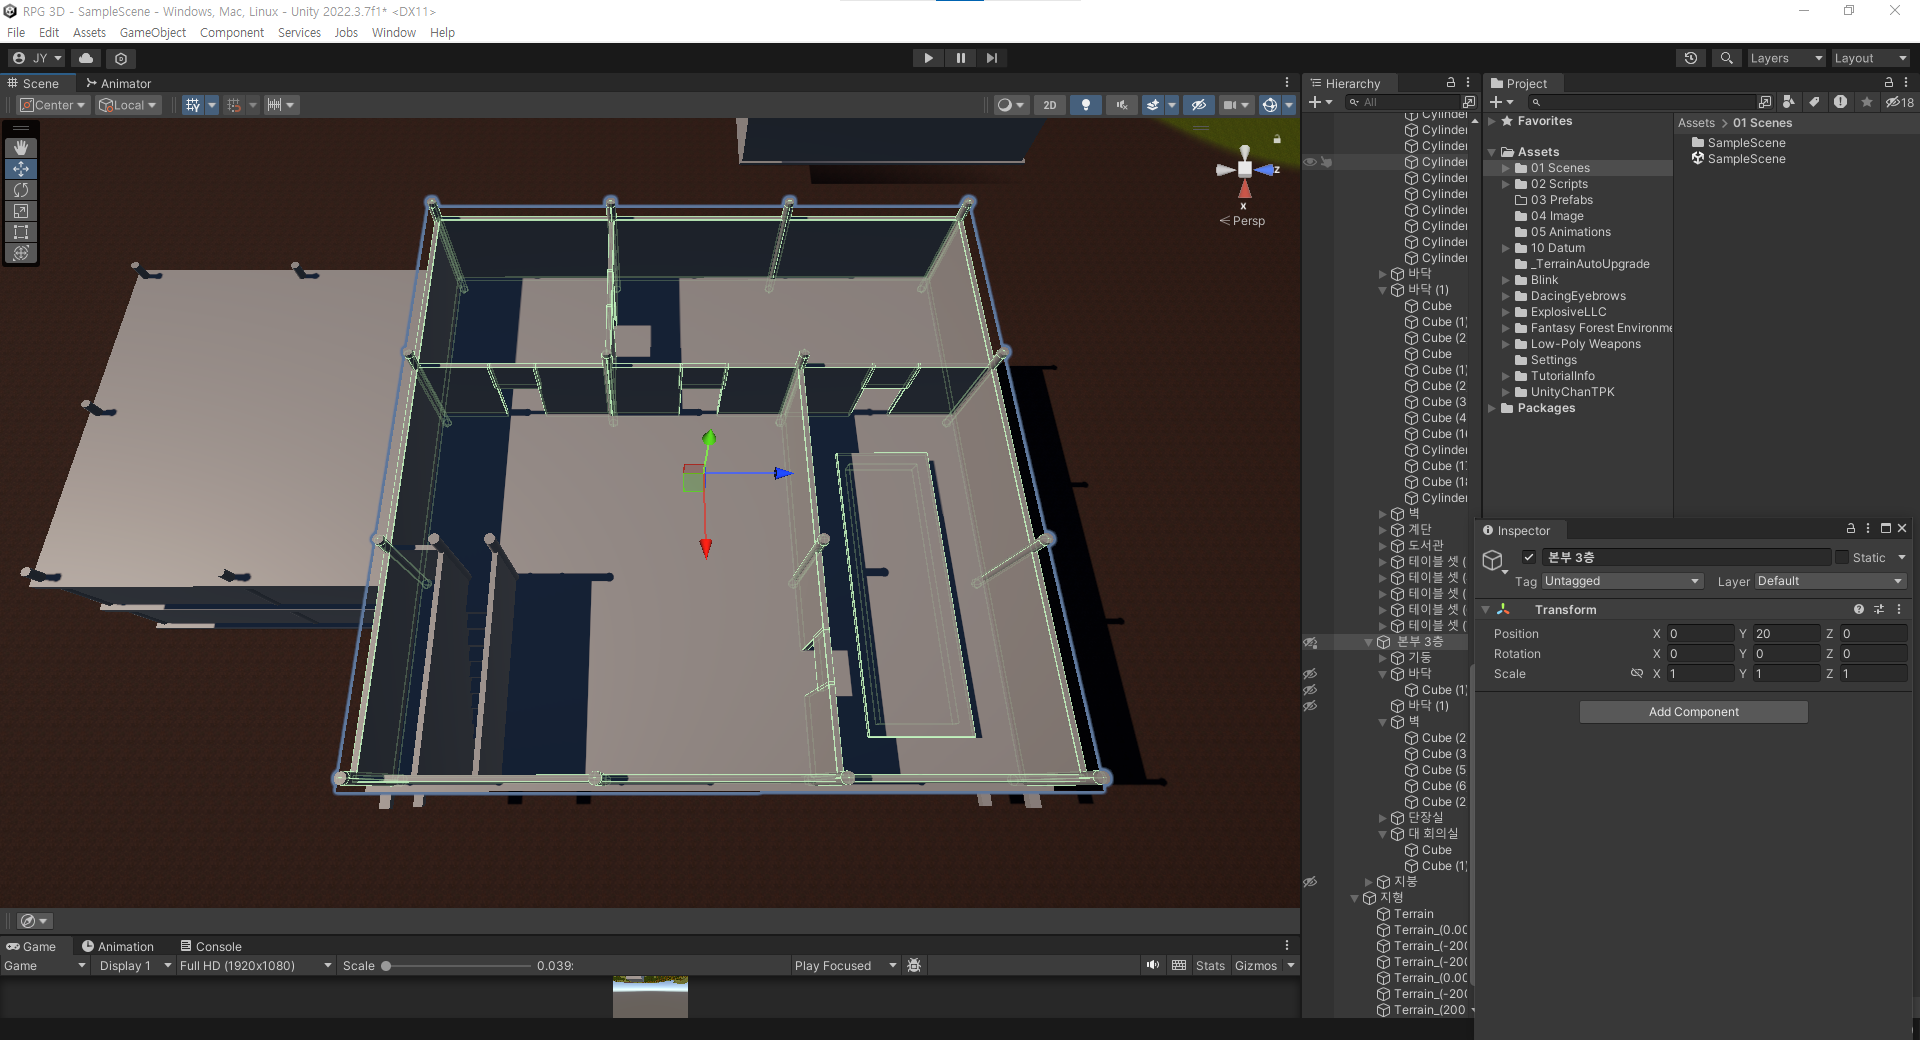 RPG 3D - SampleScene - Windows, Mac, Linux - Unity 2022.3.7f1* <DX11>
File Edit Assets GameObject Component Services Jobs Window Help
JY
Layers
Layout
Scene
Animator
Center
Local
2D
z
x
Persp
Hierarchy
All
Cylinder
Cylinder
Cylinder
Cylinder
Cylinder
Cylinder
Cylinder
Cylinder
Cylinder
Cylinder
바닥
바닥 (1)
Cube
Cube (1)
Cube (2
Cube
Cube (1)
Cube (2
Cube (3
Cube (4
Cube (16
Cylinder
Cube (17
Cube (18
Cylinder
벽
계단
도서관
테이블 셋 (
테이블 셋 (
테이블 셋 (
테이블 셋 (
테이블 셋 (
본부 3층
기둥
바닥
Cube (1)
바닥 (1)
벽
Cube (2
Cube (3
Cube (5
Cube (6
Cube (2
단장실
대 회의실
Cube
Cube (1)
지붕
지형
Terrain
Terrain_(0.00
Terrain_(-200
Terrain_(-200
Terrain_(0.00
Terrain_(-200
Terrain_(200
Project
18
Favorites
Assets
01 Scenes
02 Scripts
03 Prefabs
04 Image
05 Animations
10 Datum
_TerrainAutoUpgrade
Blink
DacingEyebrows
ExplosiveLLC
Fantasy Forest Environme
Low-Poly Weapons
Settings
TutorialInfo
UnityChanTPK
Packages
Assets > 01 Scenes
SampleScene
SampleScene
Inspector
본부 3층
Static
Tag Untagged Layer Default
Transform
Position X 0 Y 20 Z 0
Rotation X 0 Y 0 Z 0
Scale X 1 Y 1 Z 1
Add Component
Game Animation Console
Game Display 1 Full HD (1920x1080) Scale 0.039: Play Focused Stats Gizmos